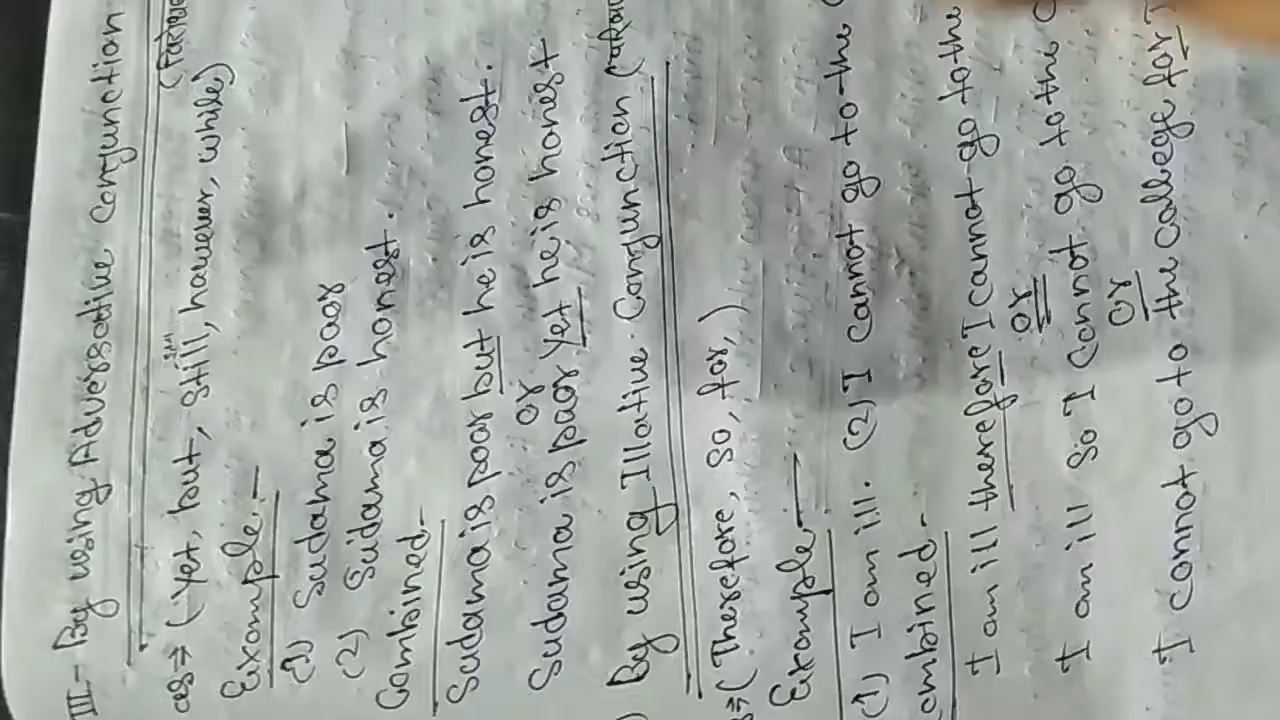 III - By using Adverssative Conjunction
as ⇒ (Yet, but, still, however, while)
Example. —
(1) Sudama is poor
(2) Sudama is honest.
Combined -
Sudama is poor but he is honest.
or
Sudama is poor yet he is honest
) By using Illative Conjunction
s ⇒ (Therefore, So, for,)
Example —
(1) I am ill. (2) I cannot go to the
ombined -
I am ill therefore I cannot go to the
or
I am ill so I cannot go to the
or
I cannot go to the college for I